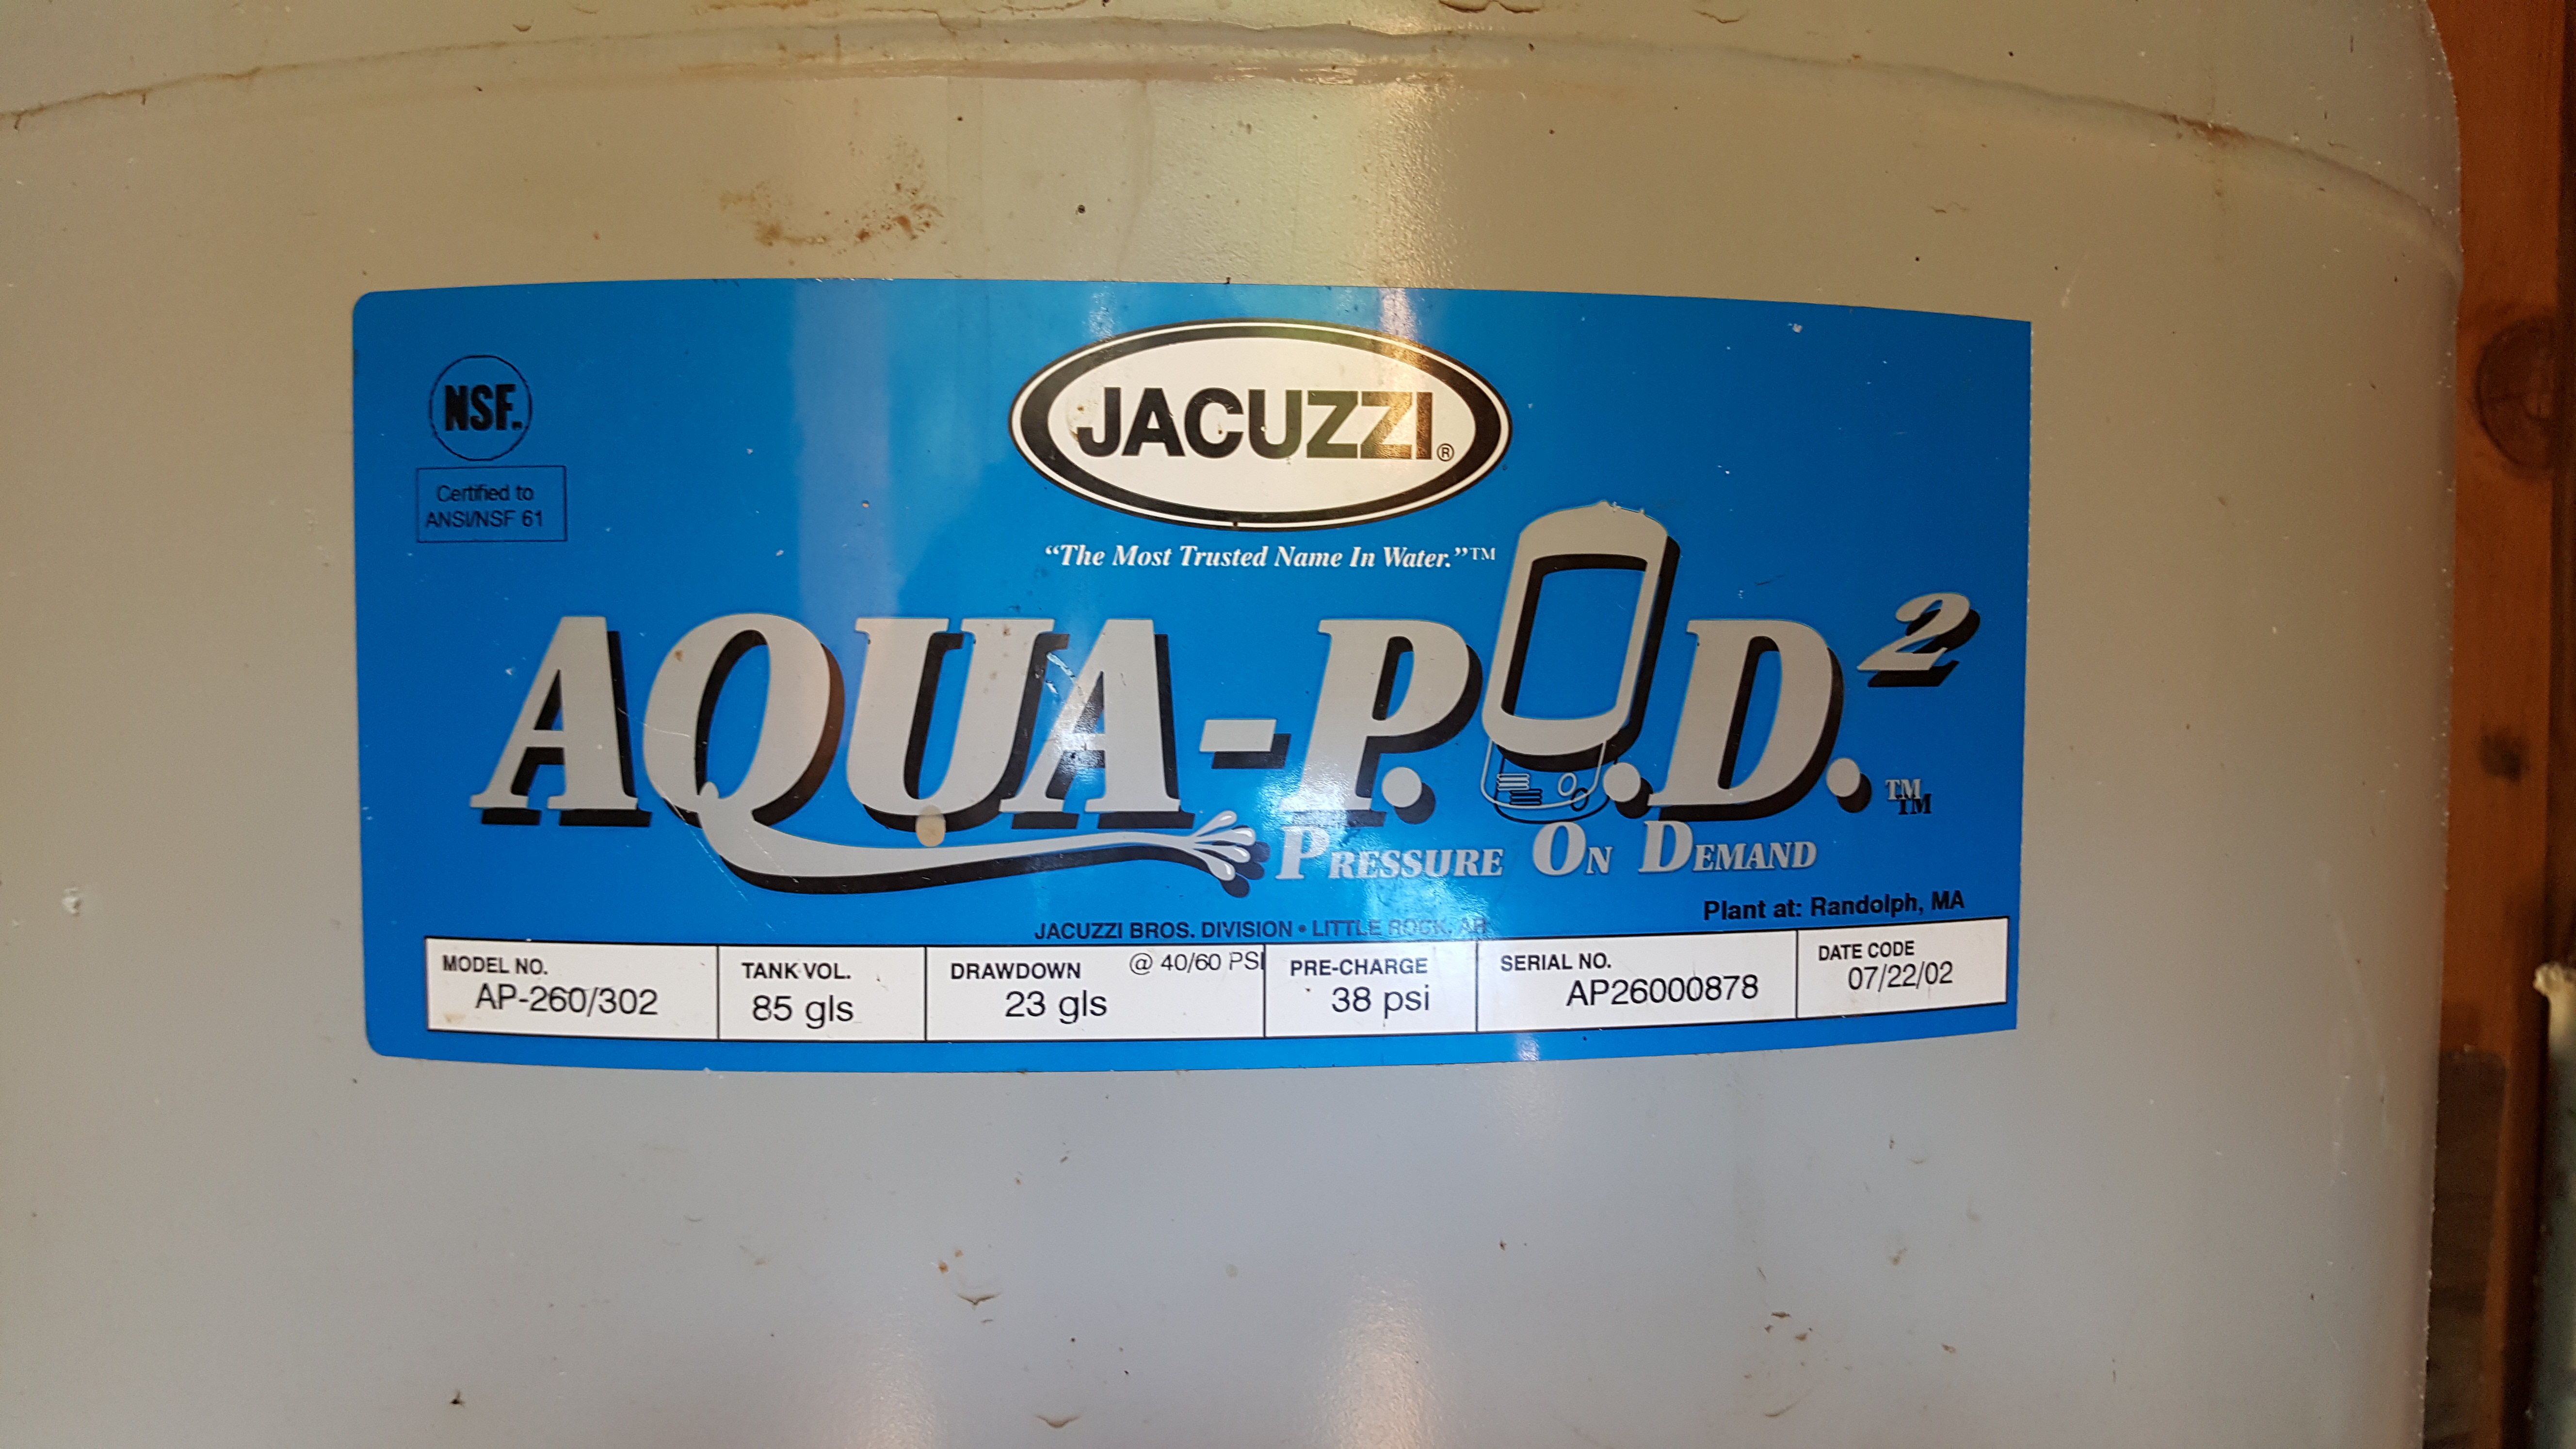 NSF.
Certified to
ANSI/NSF 61
JACUZZI®
“The Most Trusted Name In Water.”™
AQUA-P.O.D.2™
PRESSURE ON DEMAND
Plant at: Randolph, MA
JACUZZI BROS. DIVISION • LITTLE ROCK, AR
MODEL NO. TANK VOL. DRAWDOWN @ 40/60 PSI PRE-CHARGE SERIAL NO. DATE CODE
AP-260/302 85 gls 23 gls 38 psi AP26000878 07/22/02